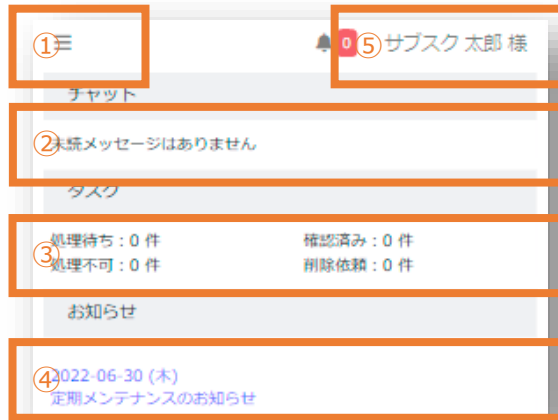 ① ☰ 0 ⑤ サブスク 太郎 様
チャット
② 未読メッセージはありません
タスク
処理待ち : 0 件 確認済み : 0 件
③
処理不可 : 0 件 削除依頼 : 0 件
お知らせ
④ 2022-06-30 (木)
定期メンテナンスのお知らせ